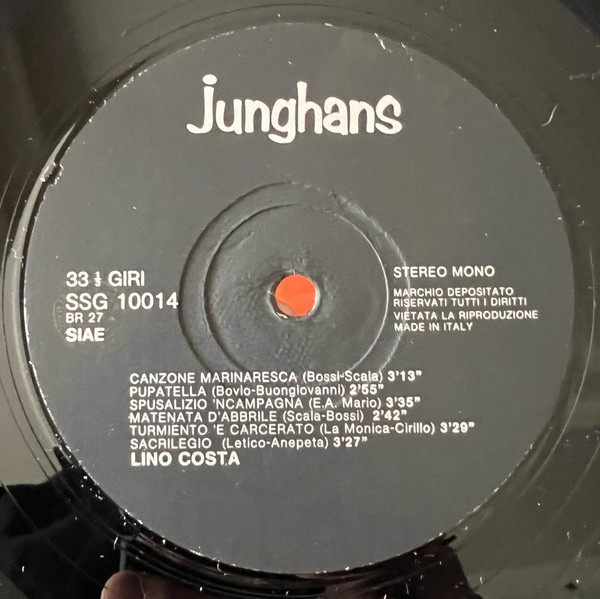 junghans
33 1/3 GIRI
SSG 10014
BR 27
SIAE
STEREO MONO
MARCHIO DEPOSITATO
RISERVATI TUTTI I DIRITTI
VIETATA LA RIPRODUZIONE
MADE IN ITALY
CANZONE MARINARESCA (Bossi-Scala) 3'13"
PUPATELLA (Bovio-Buongiovanni) 2'55"
SPUSALIZIO 'NCAMPAGNA (E.A. Mario) 3'35"
MATENATA D'ABBRILE (Scala-Bossi) 2'42"
TURMIENTO 'E CARCERATO (La Monica-Cirillo) 3'29"
SACRILEGIO (Letico-Anepeta) 3'27"
LINO COSTA